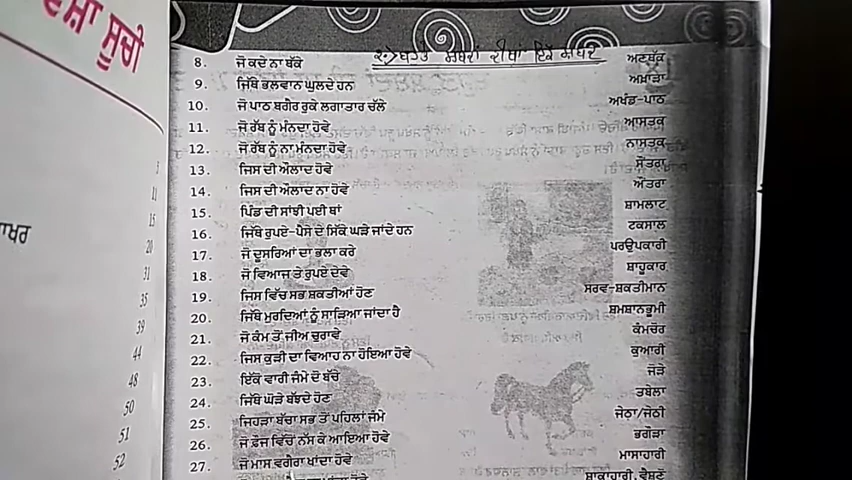 ਸੂਚੀ
3
11
15
ਾਖਰ
20
31
35
39
44
48
50
51
52
ਬਹੁਤੇ ਸ਼ਬਦਾਂ ਦੀ ਥਾਂ ਇੱਕ ਸ਼ਬਦ
8. ਜੋ ਕਦੇ ਨਾ ਥੱਕੇ ਅਣਥੱਕ
9. ਜਿੱਥੇ ਭਲਵਾਨ ਘੁਲਦੇ ਹਨ ਅਖਾੜਾ
10. ਜੋ ਪਾਠ ਬਗੈਰ ਰੁਕੇ ਲਗਾਤਾਰ ਚੱਲੇ ਅਖੰਡ-ਪਾਠ
11. ਜੋ ਰੱਬ ਨੂੰ ਮੰਨਦਾ ਹੋਵੇ ਆਸਤਕ
12. ਜੋ ਰੱਬ ਨੂੰ ਨਾ ਮੰਨਦਾ ਹੋਵੇ ਨਾਸਤਕ
13. ਜਿਸ ਦੀ ਔਲਾਦ ਹੋਵੇ ਸੌਂਤਰਾ
14. ਜਿਸ ਦੀ ਔਲਾਦ ਨਾ ਹੋਵੇ ਔਂਤਰਾ
15. ਪਿੰਡ ਦੀ ਸਾਂਝੀ ਪਈ ਥਾਂ ਸ਼ਾਮਲਾਟ
16. ਜਿੱਥੇ ਰੁਪਏ-ਪੈਸੇ ਦੇ ਸਿੱਕੇ ਘੜੇ ਜਾਂਦੇ ਹਨ ਟਕਸਾਲ
17. ਜੋ ਦੂਸਰਿਆਂ ਦਾ ਭਲਾ ਕਰੇ ਪਰਉਪਕਾਰੀ
18. ਜੋ ਵਿਆਜ ਤੇ ਰੁਪਏ ਦੇਵੇ ਸ਼ਾਹੂਕਾਰ
19. ਜਿਸ ਵਿੱਚ ਸਭ ਸ਼ਕਤੀਆਂ ਹੋਣ ਸਰਵ-ਸ਼ਕਤੀਮਾਨ
20. ਜਿੱਥੇ ਮੁਰਦਿਆਂ ਨੂੰ ਸਾੜਿਆ ਜਾਂਦਾ ਹੈ ਸ਼ਮਸ਼ਾਨਭੂਮੀ
21. ਜੋ ਕੰਮ ਤੋਂ ਜੀਅ ਚੁਰਾਵੇ ਕੰਮਚੋਰ
22. ਜਿਸ ਕੁੜੀ ਦਾ ਵਿਆਹ ਨਾ ਹੋਇਆ ਹੋਵੇ ਕੁਆਰੀ
23. ਇੱਕੋ ਵਾਰੀ ਜੰਮੇ ਦੋ ਬੱਚੇ ਜੌੜੇ
24. ਜਿੱਥੇ ਘੋੜੇ ਬੱਝਦੇ ਹੋਣ ਤਬੇਲਾ
25. ਜਿਹੜਾ ਬੱਚਾ ਸਭ ਤੋਂ ਪਹਿਲਾਂ ਜੰਮੇ ਜੇਠਾ/ਜੇਠੀ
26. ਜੋ ਫ਼ੌਜ ਵਿੱਚੋਂ ਨੱਸ ਕੇ ਆਇਆ ਹੋਵੇ ਭਗੌੜਾ
27. ਜੋ ਮਾਸ ਵਗੈਰਾ ਖਾਂਦਾ ਹੋਵੇ ਮਾਸਾਹਾਰੀ
ਸ਼ਾਕਾਹਾਰੀ, ਵੈਸ਼ਨੋਂ